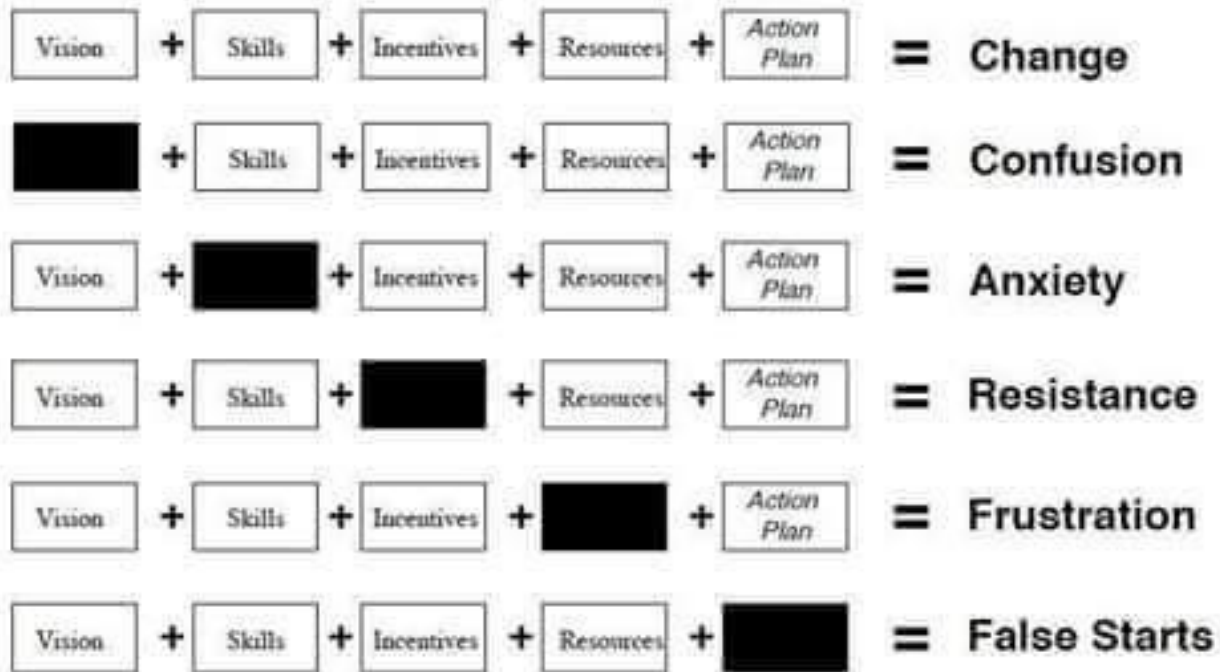 Vision + Skills + Incentives + Resources + Action Plan = Change
+ Skills + Incentives + Resources + Action Plan = Confusion
Vision + + Incentives + Resources + Action Plan = Anxiety
Vision + Skills + + Resources + Action Plan = Resistance
Vision + Skills + Incentives + + Action Plan = Frustration
Vision + Skills + Incentives + Resources + = False Starts